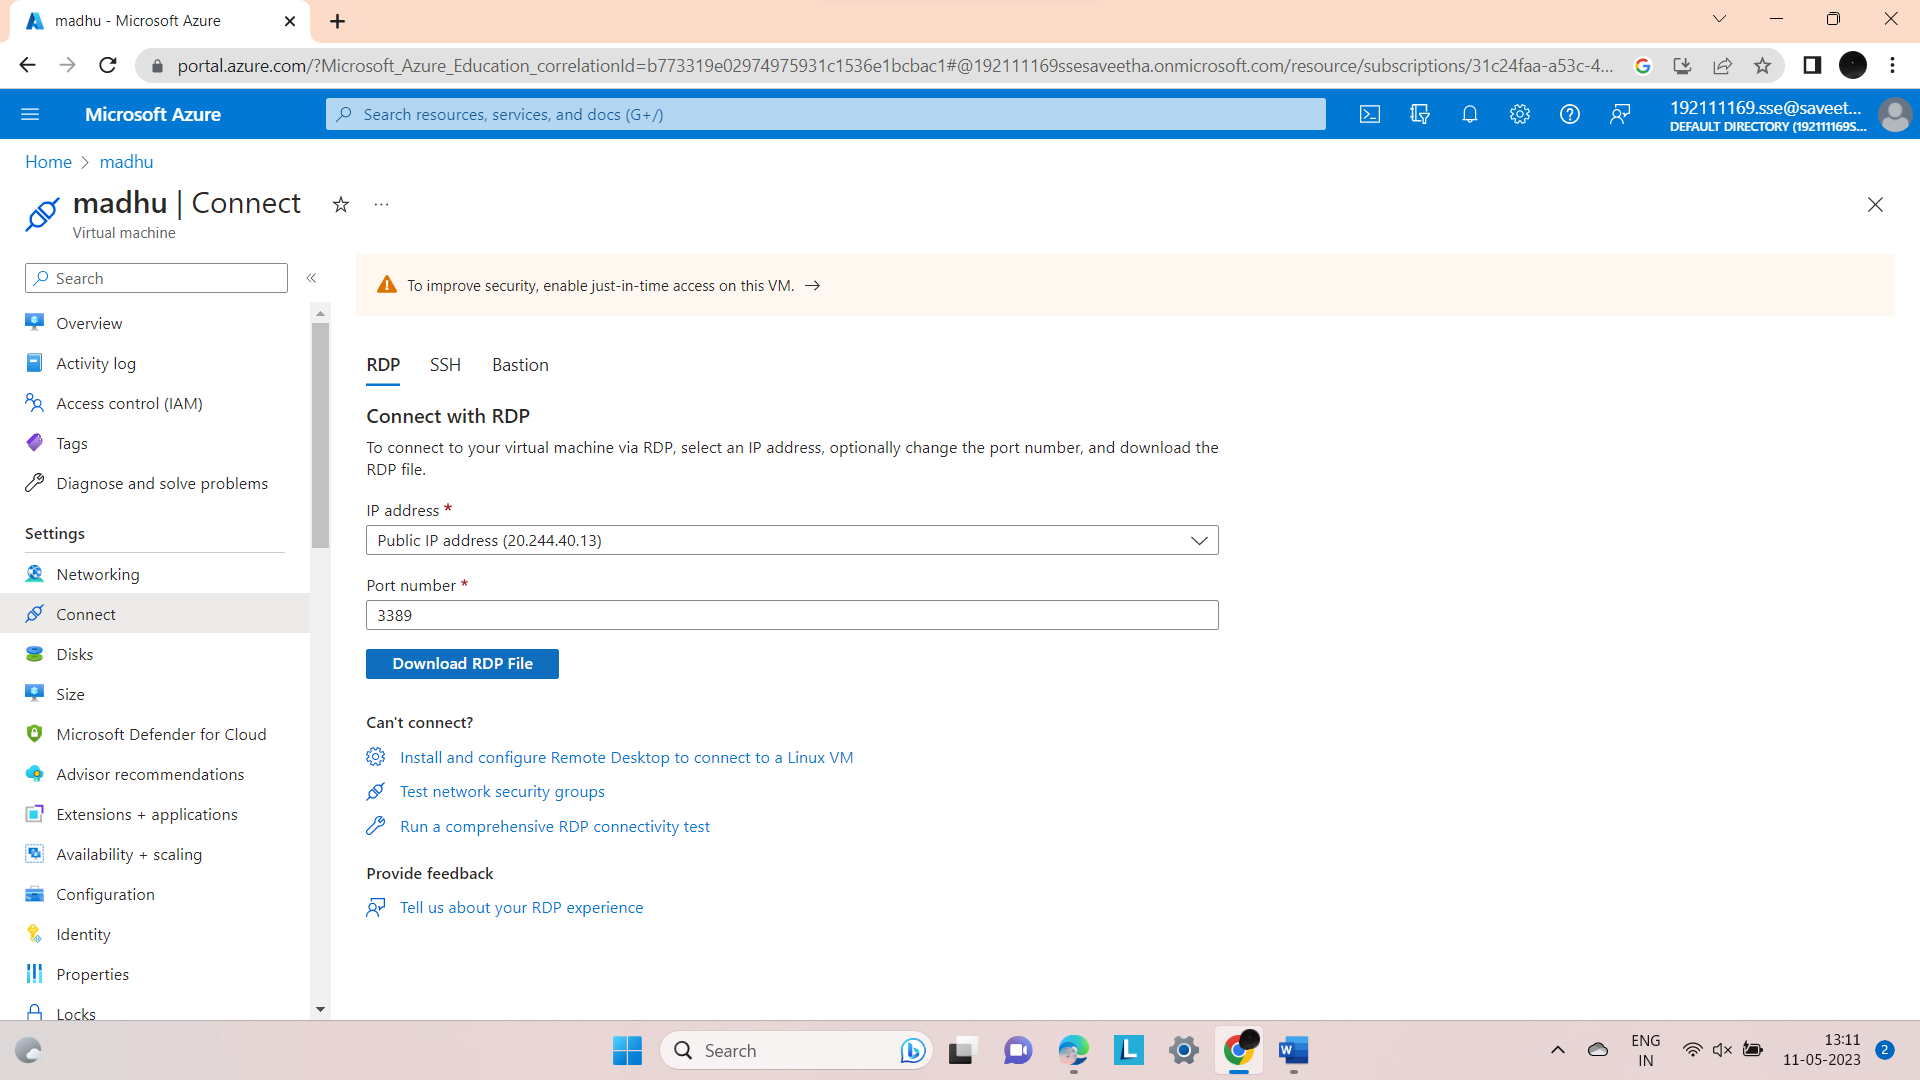 madhu - Microsoft Azure
portal.azure.com/?Microsoft_Azure_Education_correlationId=b773319e02974975931c1536e1bcbac1#@192111169ssesaveetha.onmicrosoft.com/resource/subscriptions/31c24faa-a53c-4...
Microsoft Azure
Search resources, services, and docs (G+/)
192111169.sse@saveet...
DEFAULT DIRECTORY (192111169S...
Home > madhu
madhu | Connect
Virtual machine
Search
Overview
Activity log
Access control (IAM)
Tags
Diagnose and solve problems
Settings
Networking
Connect
Disks
Size
Microsoft Defender for Cloud
Advisor recommendations
Extensions + applications
Availability + scaling
Configuration
Identity
Properties
Locks
To improve security, enable just-in-time access on this VM. →
RDP SSH Bastion
Connect with RDP
To connect to your virtual machine via RDP, select an IP address, optionally change the port number, and download the
RDP file.
IP address *
Public IP address (20.244.40.13)
Port number *
3389
Download RDP File
Can't connect?
Install and configure Remote Desktop to connect to a Linux VM
Test network security groups
Run a comprehensive RDP connectivity test
Provide feedback
Tell us about your RDP experience
Search
L
W
ENG
IN
13:11
11-05-2023
2